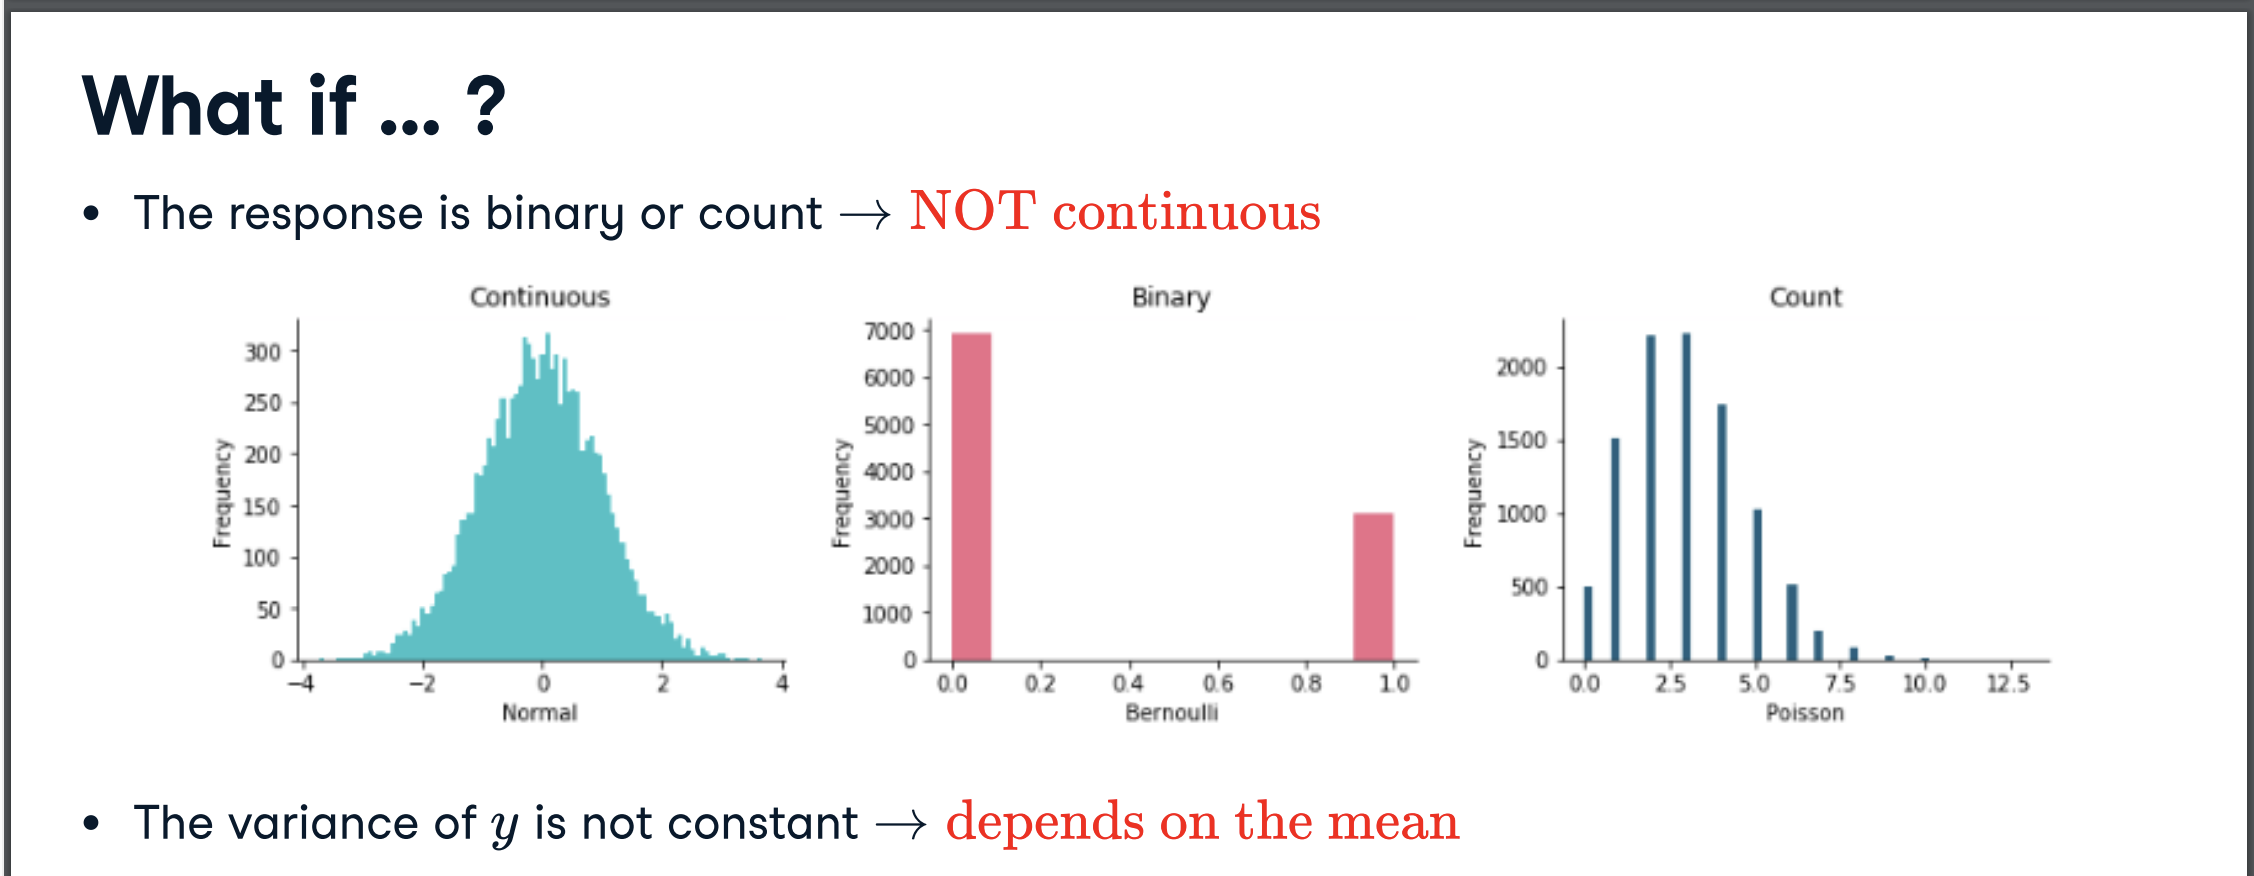 What if ... ?
• The response is binary or count → NOT continuous
Continuous
Frequency
300
250
200
150
100
50
0
−4 −2 0 2 4
Normal
Binary
Frequency
7000
6000
5000
4000
3000
2000
1000
0
0.0 0.2 0.4 0.6 0.8 1.0
Bernoulli
Count
Frequency
2000
1500
1000
500
0
0.0 2.5 5.0 7.5 10.0 12.5
Poisson
• The variance of y is not constant → depends on the mean